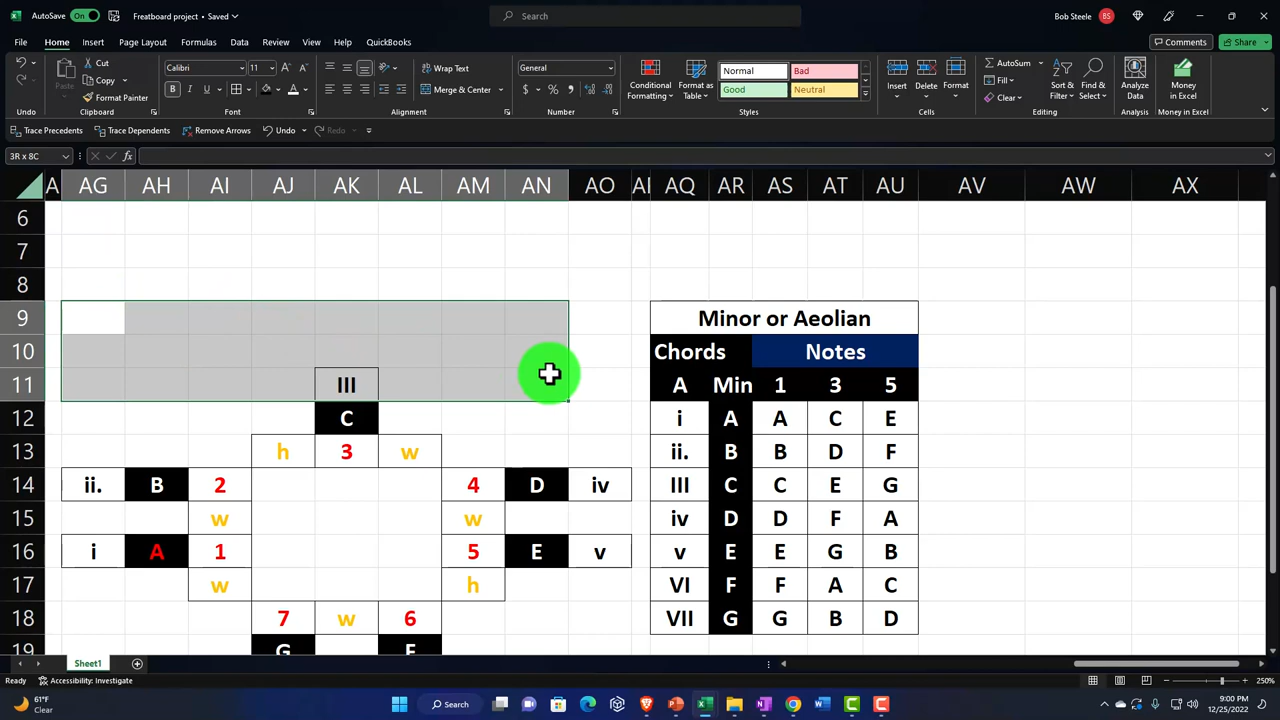 AutoSave On Freatboard project • Saved Search Bob Steele BS
File Home Insert Page Layout Formulas Data Review View Help QuickBooks Comments Share
Cut Calibri 11 Wrap Text General Normal Bad AutoSum
Paste Copy Conditional Formatting Format as Table Insert Delete Format Fill Sort & Filter Find & Select Analyze Data Money in Excel
Format Painter B I U Merge & Center $ % Good Neutral Clear
Undo Clipboard Font Alignment Number Styles Cells Editing Analysis Money in Excel
Trace Precedents Trace Dependents Remove Arrows Undo Redo
3R x 8C fx
AG AH AI AJ AK AL AM AN AO AQ AR AS AT AU AV AW AX
6
7
8
9 Minor or Aeolian
10 Chords Notes
11 III A Min 1 3 5
12 C i A A C E
13 h 3 w ii. B B D F
14 ii. B 2 4 D iv III C C E G
15 w w iv D D F A
16 i A 1 5 E v v E E G B
17 w h VI F F A C
18 7 w 6 VII G G B D
19 G F
Sheet1
Ready Accessibility: Investigate 250%
61°F
Clear
Search
9:00 PM
12/25/2022